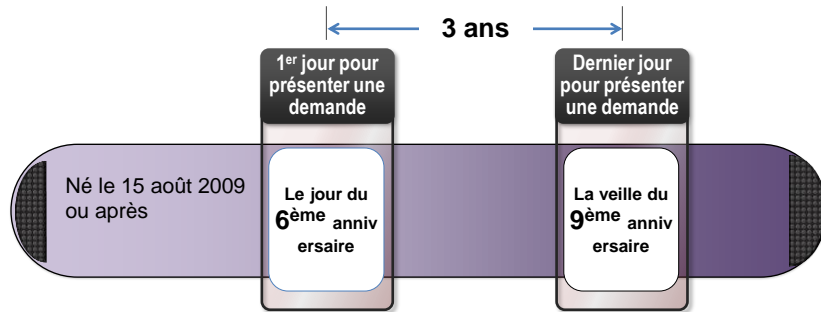 3 ans
1er jour pour
présenter une
demande
Dernier jour
pour présenter
une demande
Né le 15 août 2009
ou après
Le jour du
6ème anniv
ersaire
La veille du
9ème anniv
ersaire